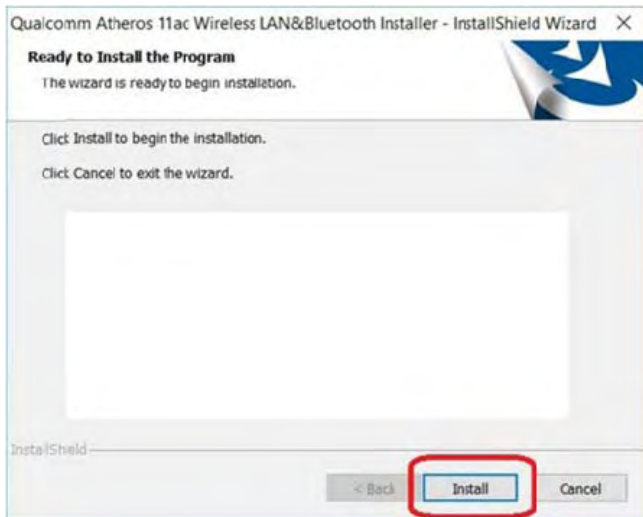 Qualcomm Atheros 11ac Wireless LAN&Bluetooth Installer - InstallShield Wizard
Ready to Install the Program
The wizard is ready to begin installation.
Click Install to begin the installation.
Click Cancel to exit the wizard.
InstallShield
< Back Install Cancel